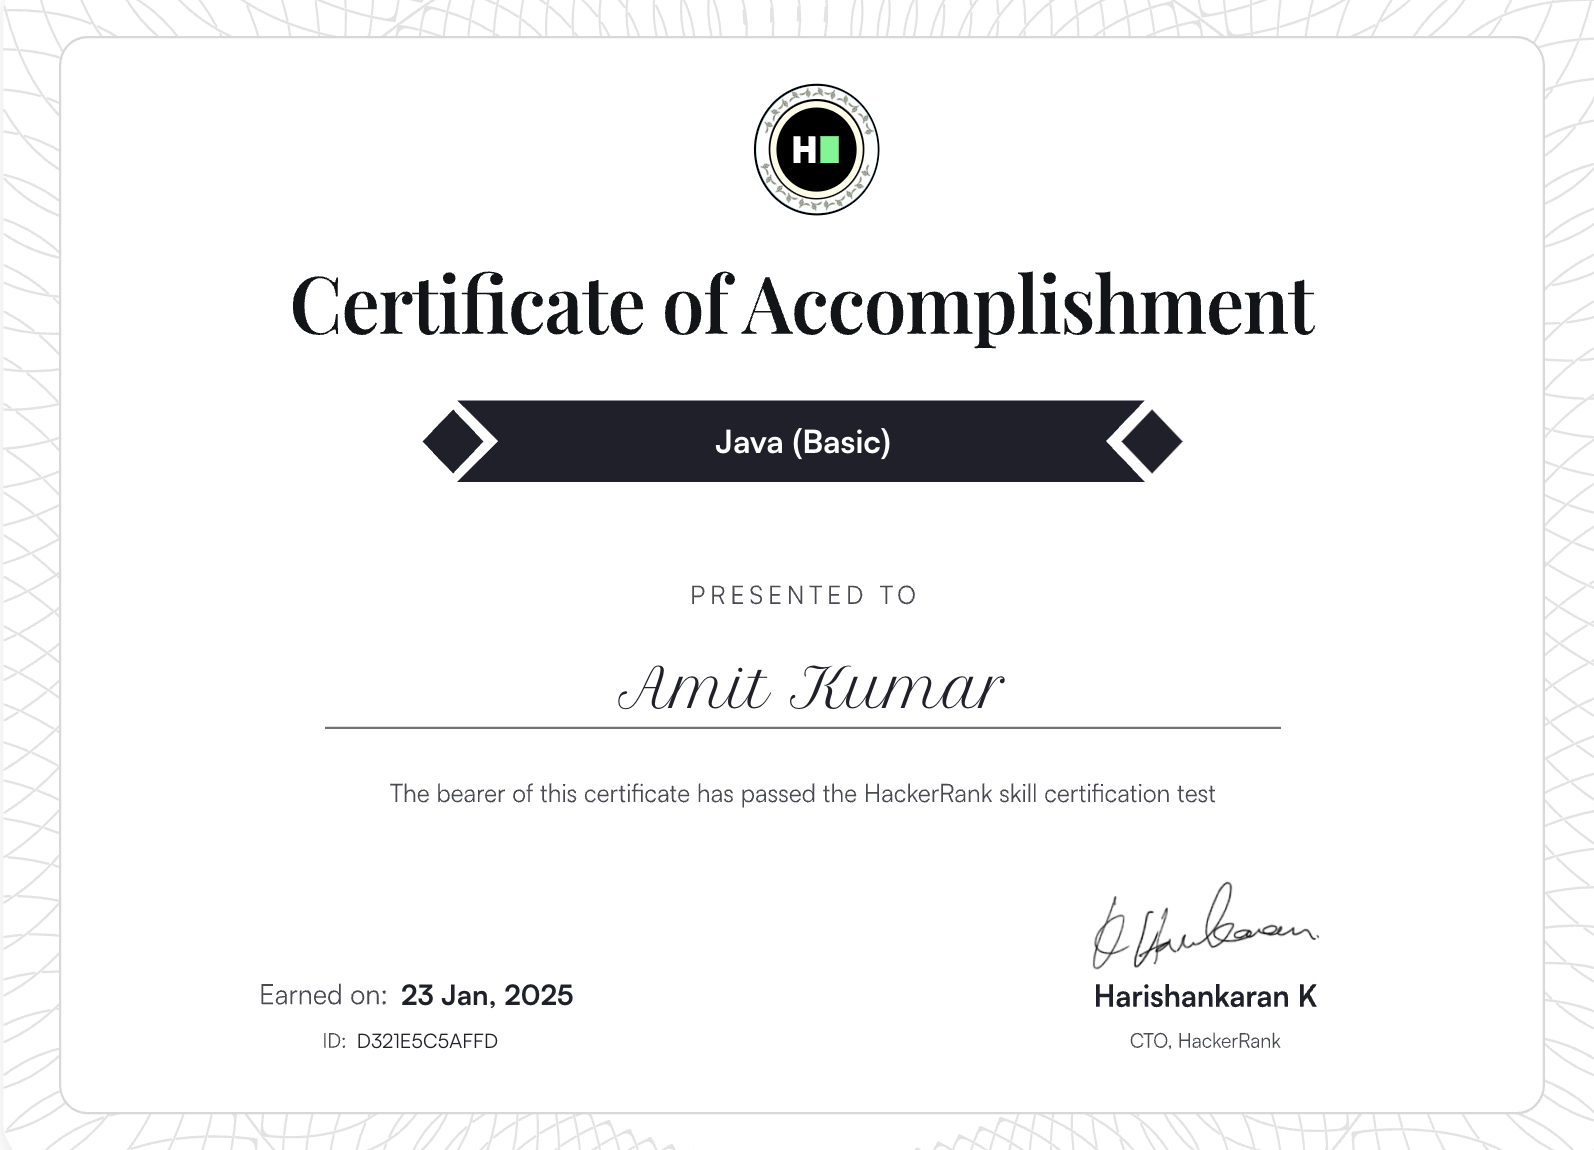 H
Certificate of Accomplishment
Java (Basic)
PRESENTED TO
Amit Kumar
The bearer of this certificate has passed the HackerRank skill certification test
Earned on: 23 Jan, 2025
ID: D321E5C5AFFD
Harishankaran K
CTO, HackerRank